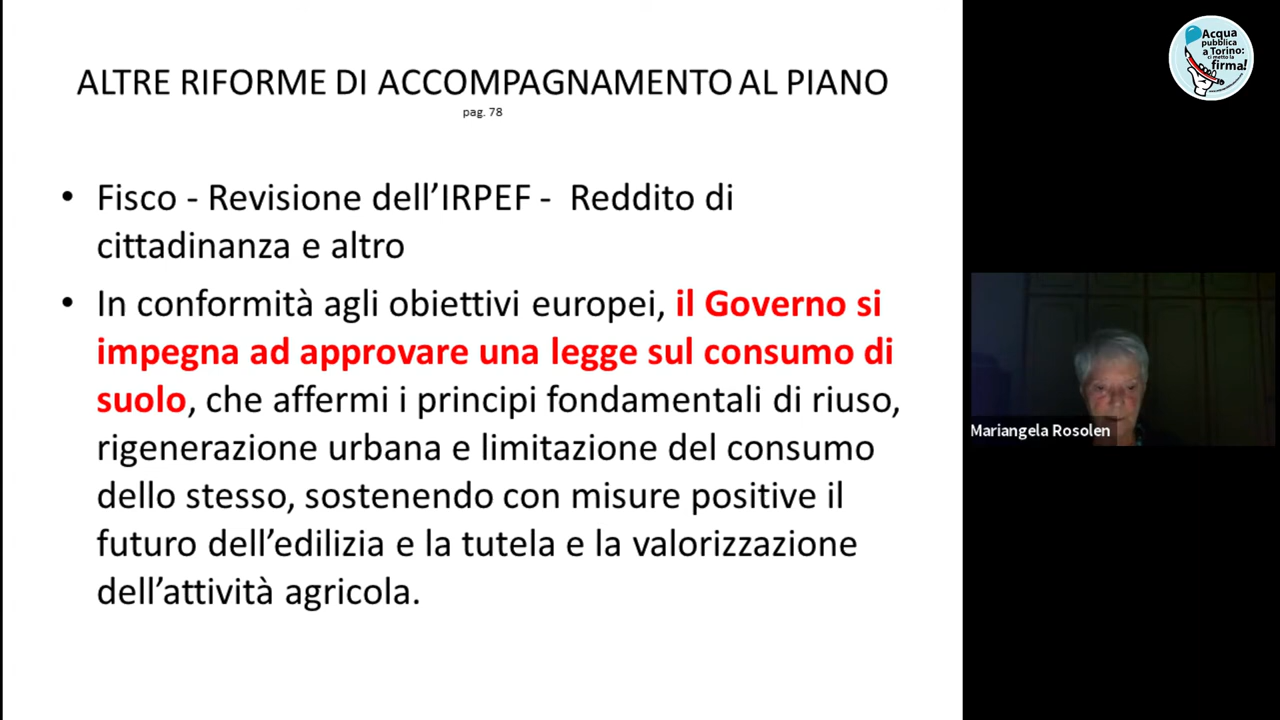 ALTRE RIFORME DI ACCOMPAGNAMENTO AL PIANO
pag. 78
• Fisco - Revisione dell’IRPEF - Reddito di
cittadinanza e altro
• In conformità agli obiettivi europei, il Governo si
impegna ad approvare una legge sul consumo di
suolo, che affermi i principi fondamentali di riuso,
rigenerazione urbana e limitazione del consumo
dello stesso, sostenendo con misure positive il
futuro dell’edilizia e la tutela e la valorizzazione
dell’attività agricola.
Acqua
pubblica
a Torino:
ci metto la
firma!
Mariangela Rosolen